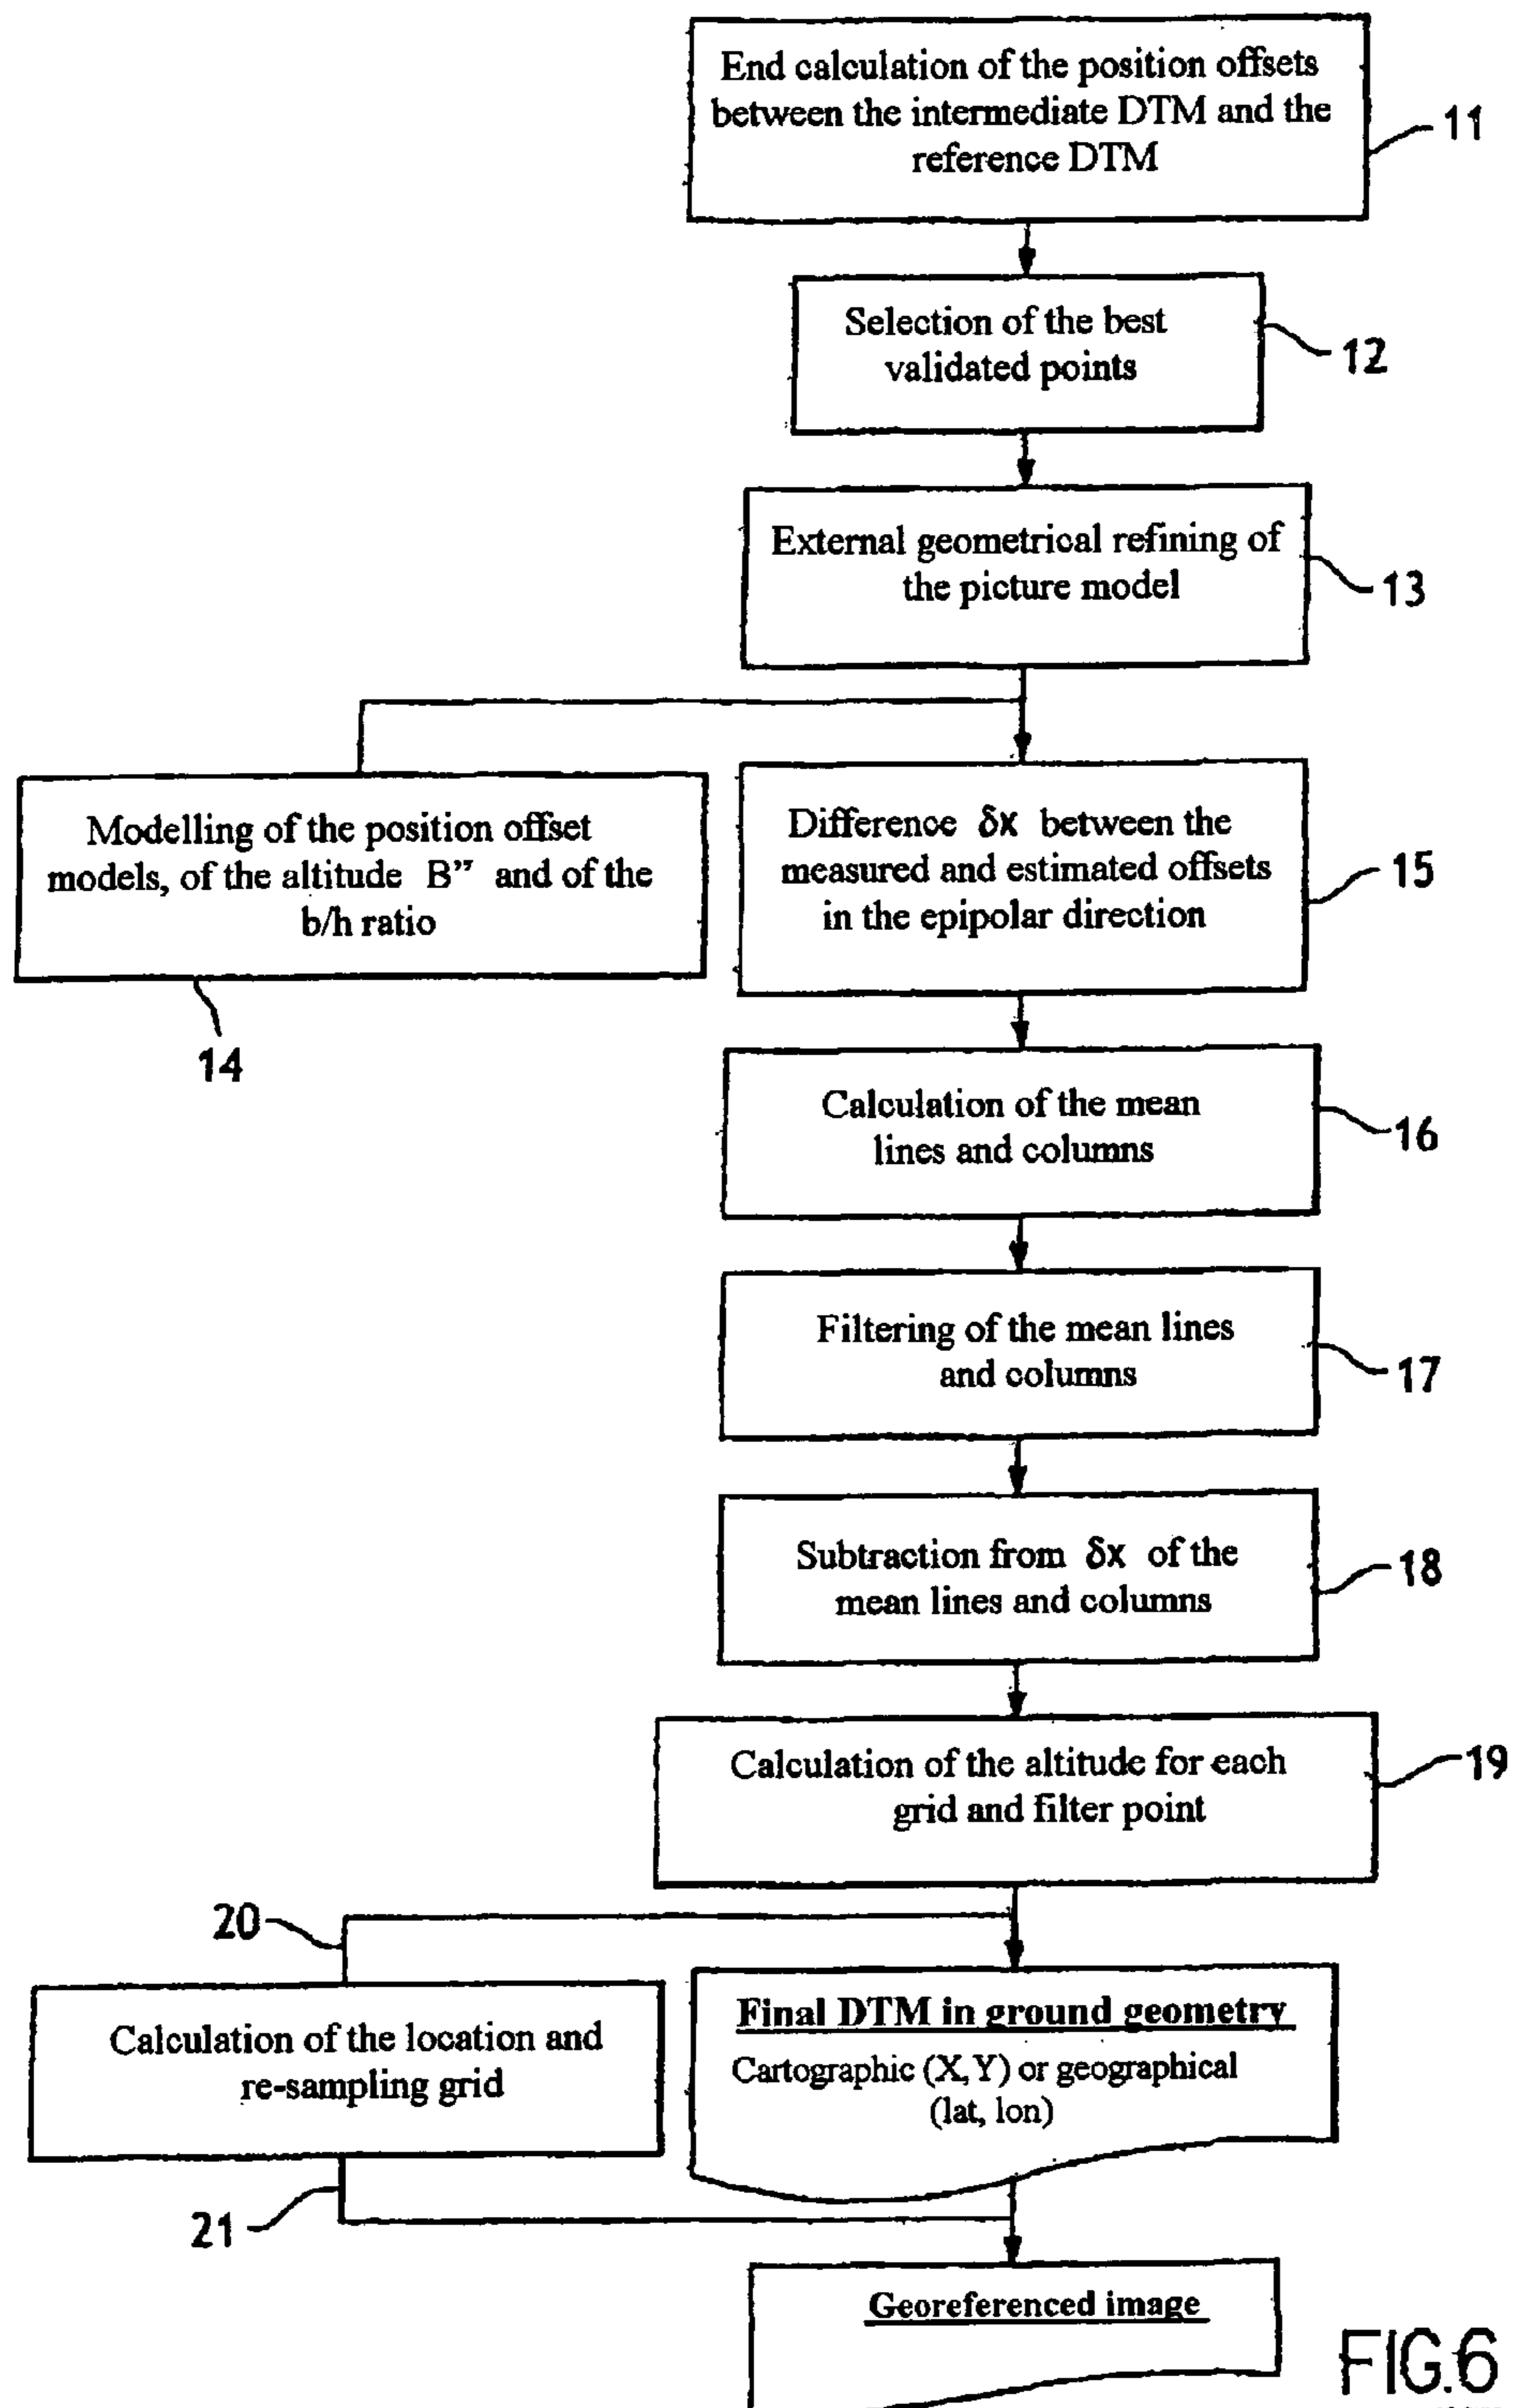 End calculation of the position offsets
between the intermediate DTM and the
reference DTM
11
Selection of the best
validated points
12
External geometrical refining of
the picture model
13
Modelling of the position offset
models, of the altitude B" and of the
b/h ratio
14
Difference δx between the
measured and estimated offsets
in the epipolar direction
15
Calculation of the mean
lines and columns
16
Filtering of the mean lines
and columns
17
Subtraction from δx of the
mean lines and columns
18
Calculation of the altitude for each
grid and filter point
19
20
Calculation of the location and
re-sampling grid
21
Final DTM in ground geometry
Cartographic (X,Y) or geographical
(lat, lon)
Georeferenced image
FIG.6